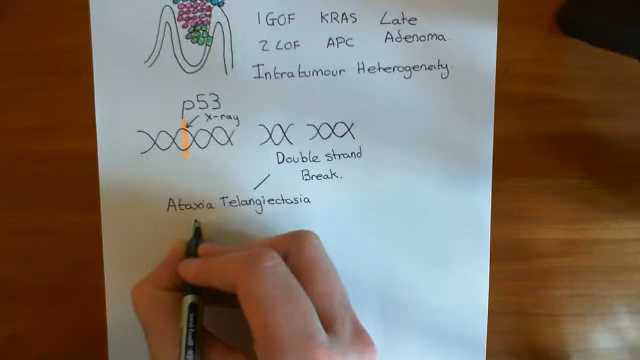 1 GOF KRAS Late
2 LOF APC Adenoma.
Intratumour Heterogeneity.
p53
X-ray
Double strand
Break.
Ataxia Telangiectasia